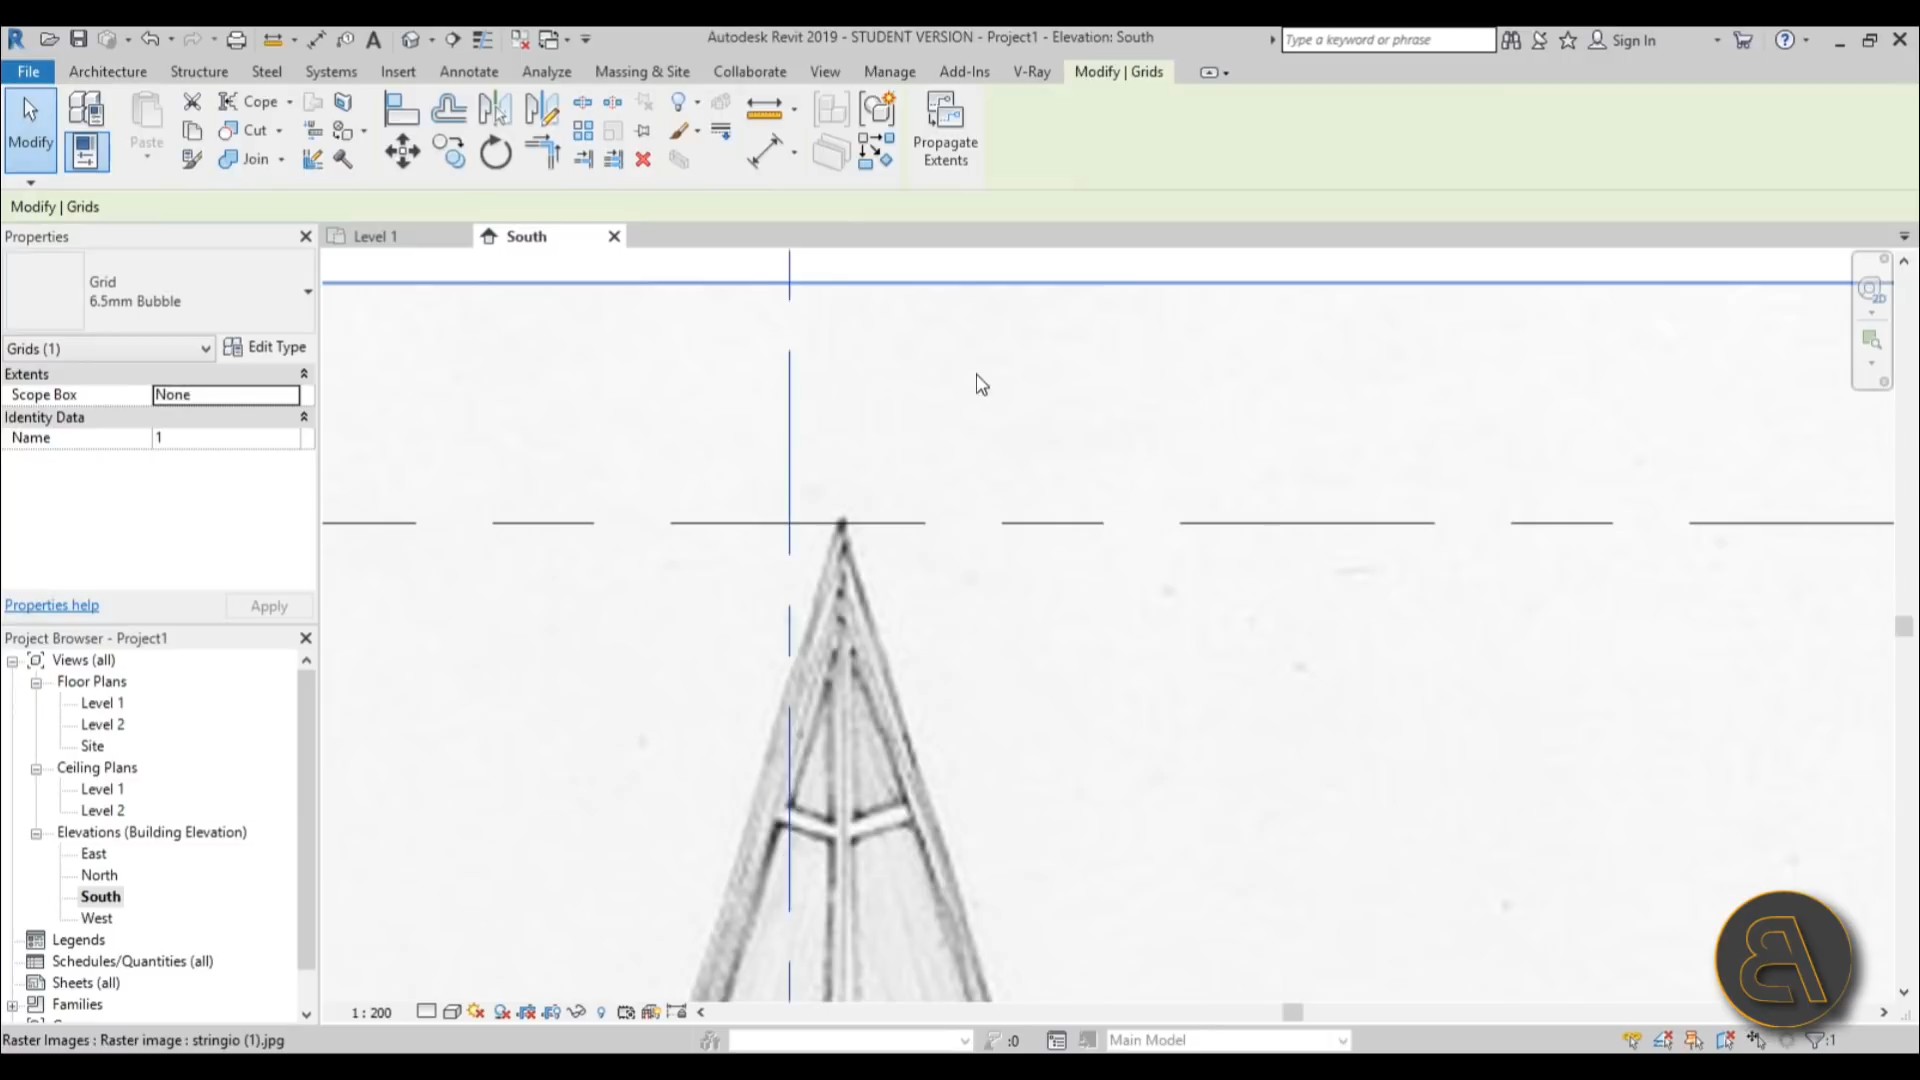 Autodesk Revit 2019 - STUDENT VERSION - Project1 - Elevation: South
Type a keyword or phrase
Sign In
File Architecture Structure Steel Systems Insert Annotate Analyze Massing & Site Collaborate View Manage Add-Ins V-Ray Modify | Grids
Modify
Paste
Cope
Cut
Join
Propagate
Extents
Modify | Grids
Properties
Level 1
South
Grid
6.5mm Bubble
Grids (1)
Edit Type
Extents
Scope Box None
Identity Data
Name 1
2D
Properties help
Apply
Project Browser - Project1
Views (all)
Floor Plans
Level 1
Level 2
Site
Ceiling Plans
Level 1
Level 2
Elevations (Building Elevation)
East
North
South
West
Legends
Schedules/Quantities (all)
Sheets (all)
Families
1 : 200
Raster Images : Raster image : stringio (1).jpg
:0
Main Model
:1